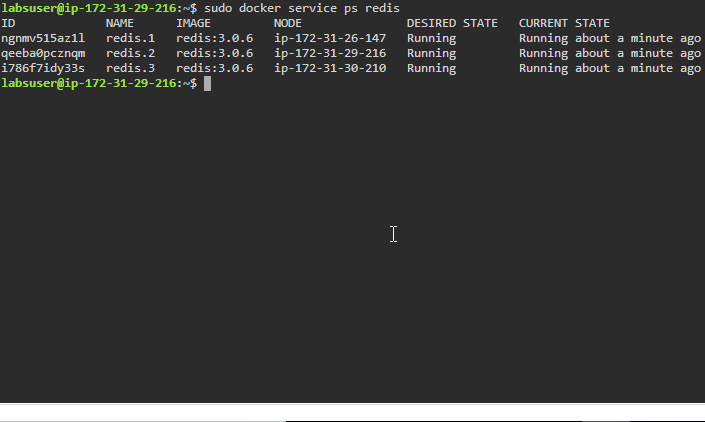 labsuser@ip-172-31-29-216:~$ sudo docker service ps redis
ID NAME IMAGE NODE DESIRED STATE CURRENT STATE
ngnmv515az1l redis.1 redis:3.0.6 ip-172-31-26-147 Running Running about a minute ago
qeeba0pcznqm redis.2 redis:3.0.6 ip-172-31-29-216 Running Running about a minute ago
i786f7idy33s redis.3 redis:3.0.6 ip-172-31-30-210 Running Running about a minute ago
labsuser@ip-172-31-29-216:~$